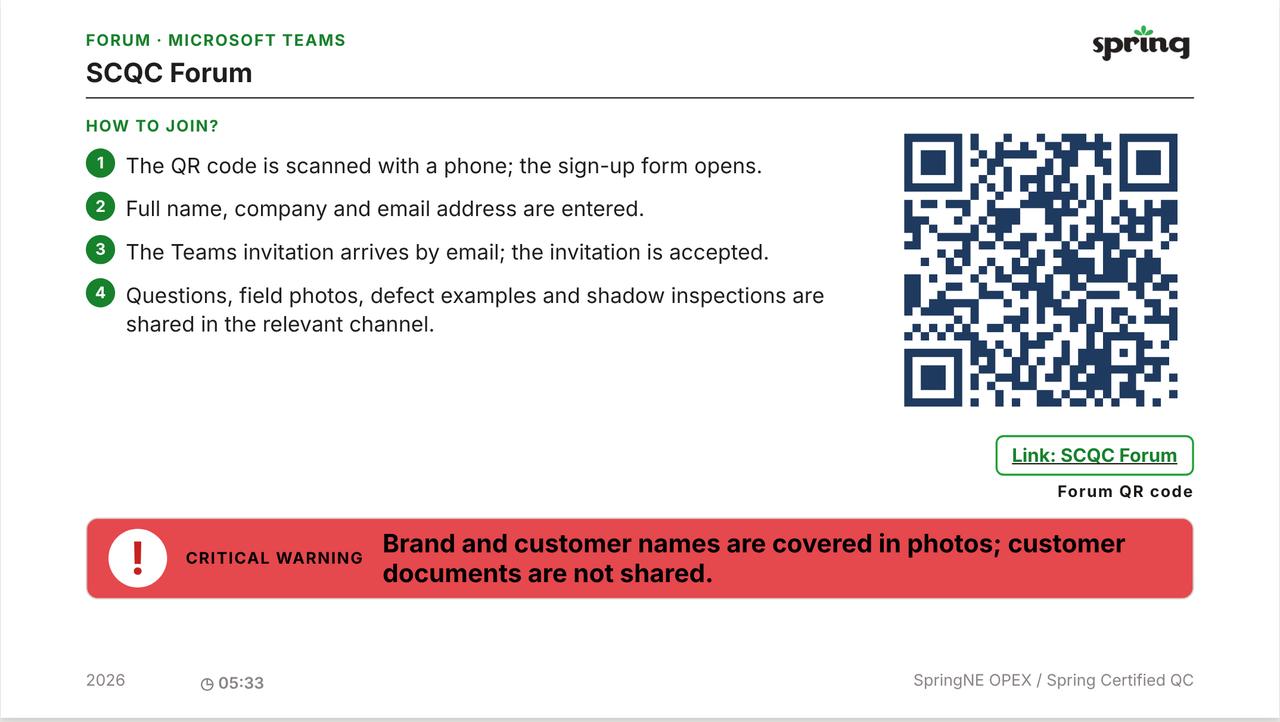 FORUM · MICROSOFT TEAMS
spring
SCQC Forum
HOW TO JOIN?
1 The QR code is scanned with a phone; the sign-up form opens.
2 Full name, company and email address are entered.
3 The Teams invitation arrives by email; the invitation is accepted.
4 Questions, field photos, defect examples and shadow inspections are
shared in the relevant channel.
Link: SCQC Forum
Forum QR code
! CRITICAL WARNING
Brand and customer names are covered in photos; customer
documents are not shared.
2026
05:33
SpringNE OPEX / Spring Certified QC